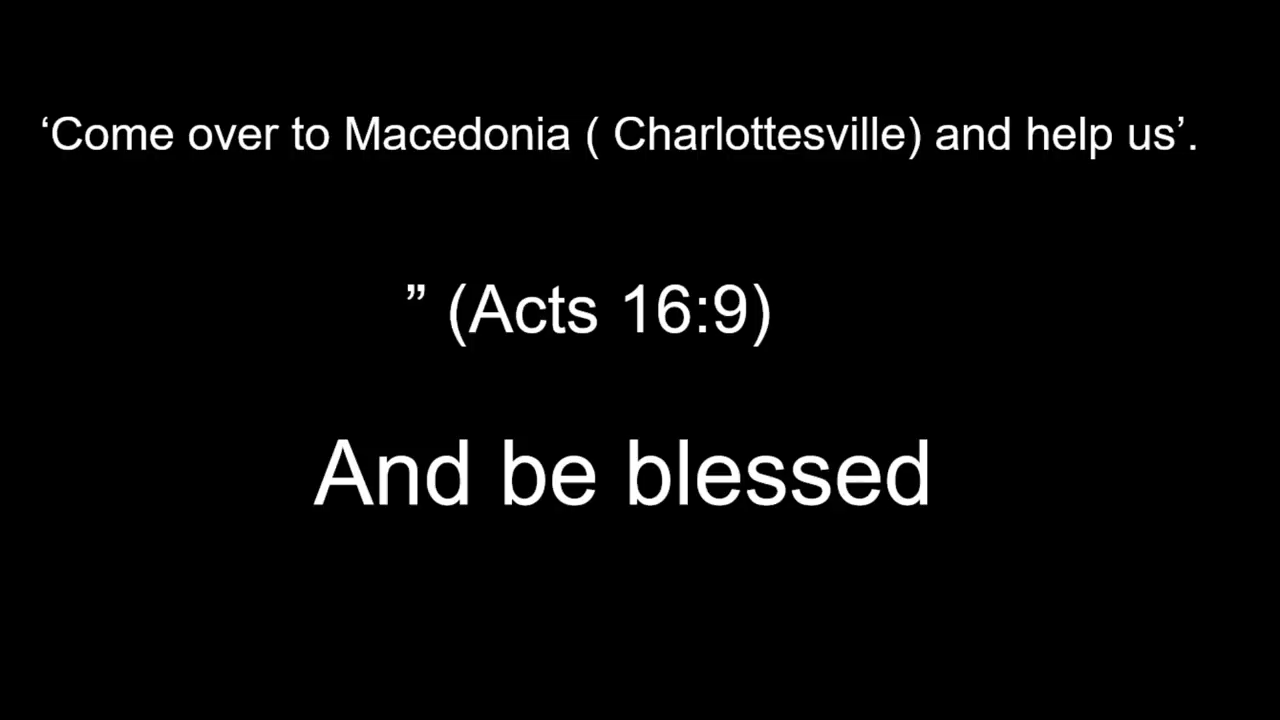 ‘Come over to Macedonia ( Charlottesville) and help us’.
” (Acts 16:9)
And be blessed